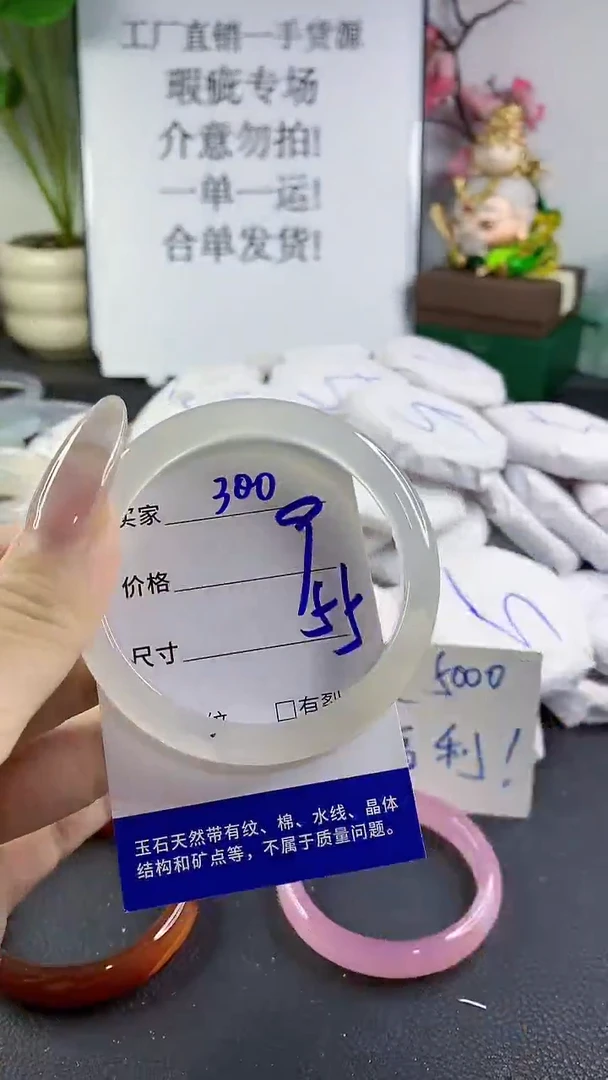 工厂直销一手货源
瑕疵专场
介意勿拍!
一单一运!
合单发货!
买家 300
价格
尺寸 55
纹 □有裂
5000
福利!
玉石天然带有纹、棉、水线、晶体
结构和矿点等，不属于质量问题。